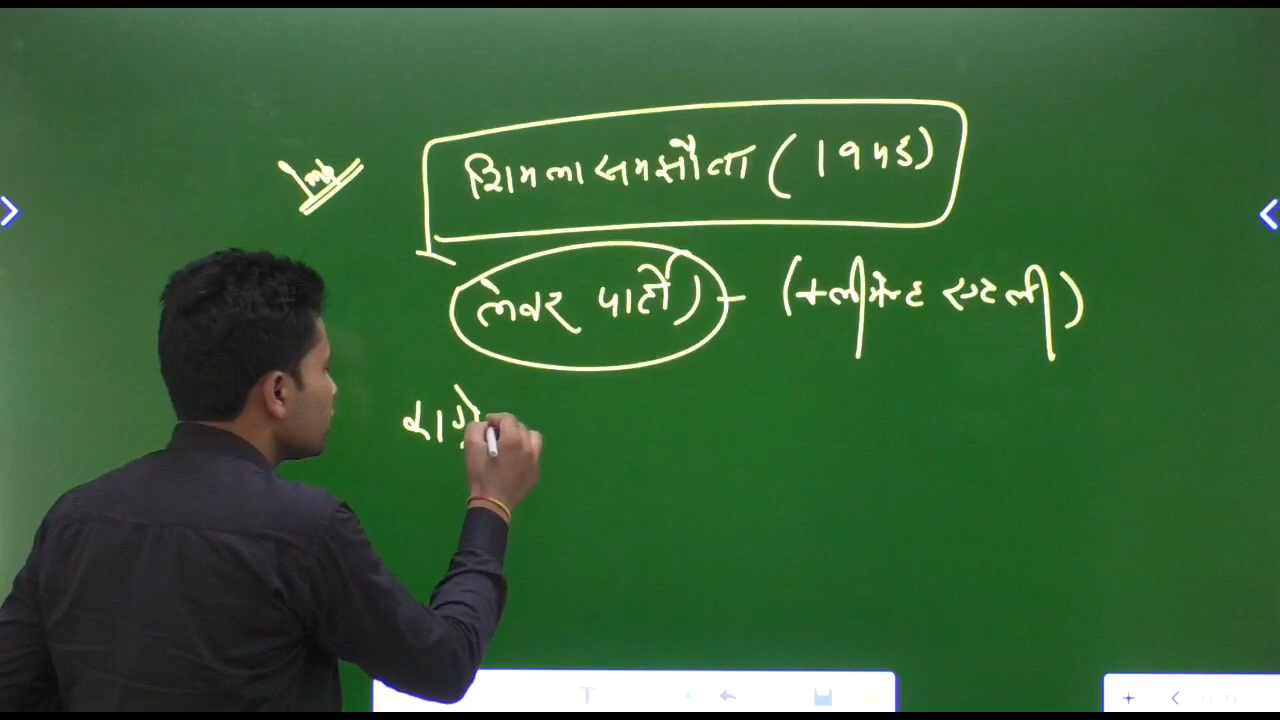 शिमला समझौता (1945)
लेबर पार्टी - (क्लीमेन्ट एटली)
कांग्रे